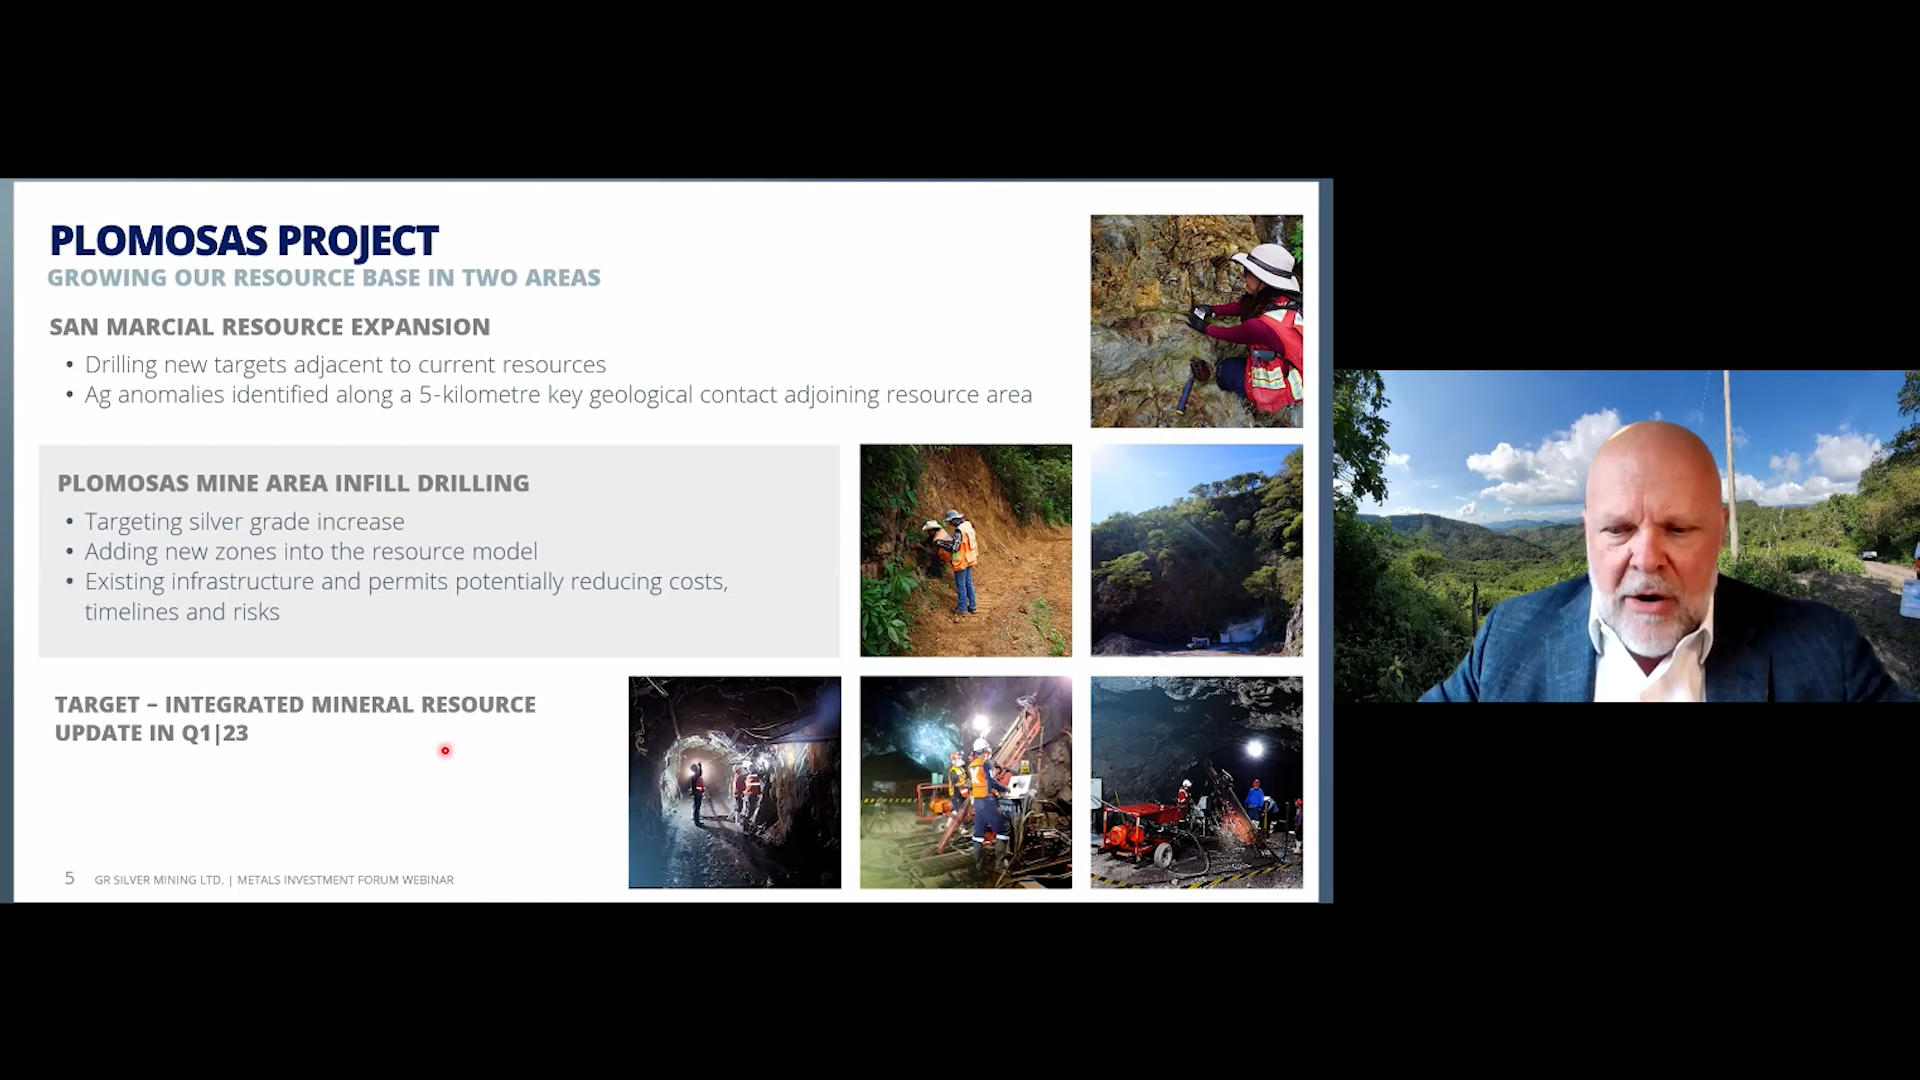 PLOMOSAS PROJECT
GROWING OUR RESOURCE BASE IN TWO AREAS
SAN MARCIAL RESOURCE EXPANSION
• Drilling new targets adjacent to current resources
• Ag anomalies identified along a 5-kilometre key geological contact adjoining resource area
PLOMOSAS MINE AREA INFILL DRILLING
• Targeting silver grade increase
• Adding new zones into the resource model
• Existing infrastructure and permits potentially reducing costs,
timelines and risks
TARGET – INTEGRATED MINERAL RESOURCE
UPDATE IN Q1|23
5 GR SILVER MINING LTD. | METALS INVESTMENT FORUM WEBINAR